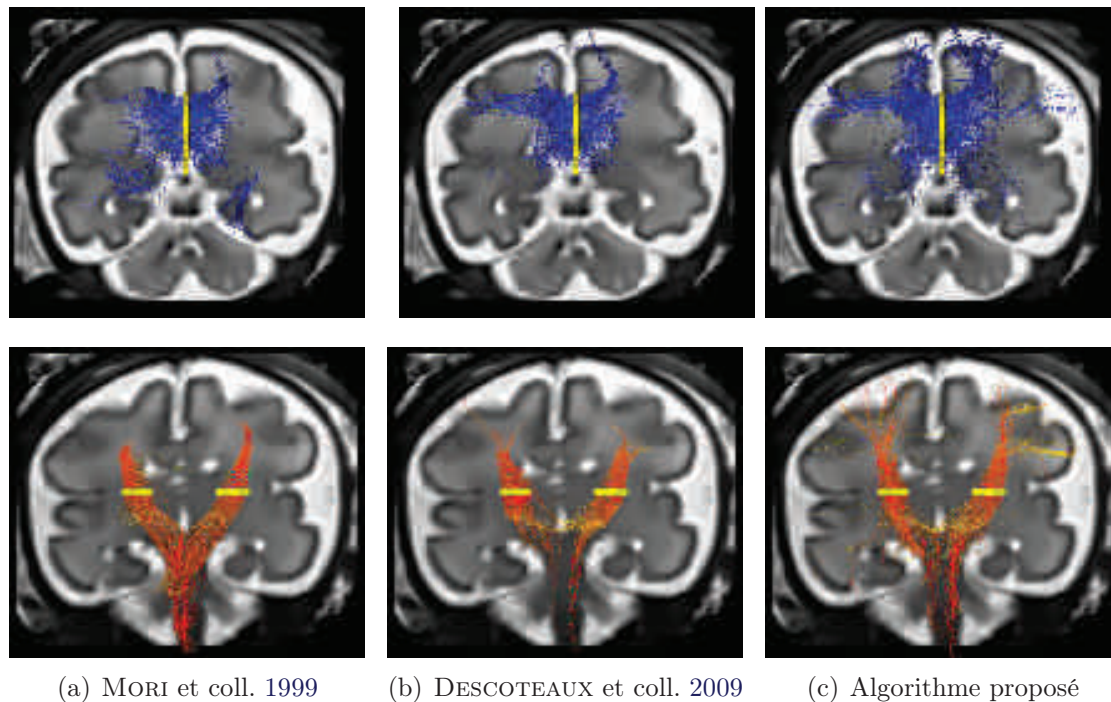 (a) MORI et coll. 1999
(b) DESCOTEAUX et coll. 2009
(c) Algorithme proposé